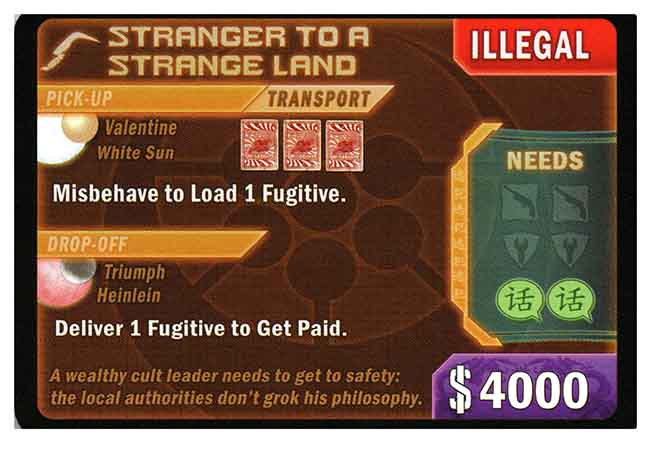 STRANGER TO A
STRANGE LAND
ILLEGAL
PICK-UP
TRANSPORT
Valentine
White Sun
NEEDS
Misbehave to Load 1 Fugitive.
DROP-OFF
Triumph
Heinlein
话 话
Deliver 1 Fugitive to Get Paid.
A wealthy cult leader needs to get to safety:
the local authorities don't grok his philosophy.
$4000